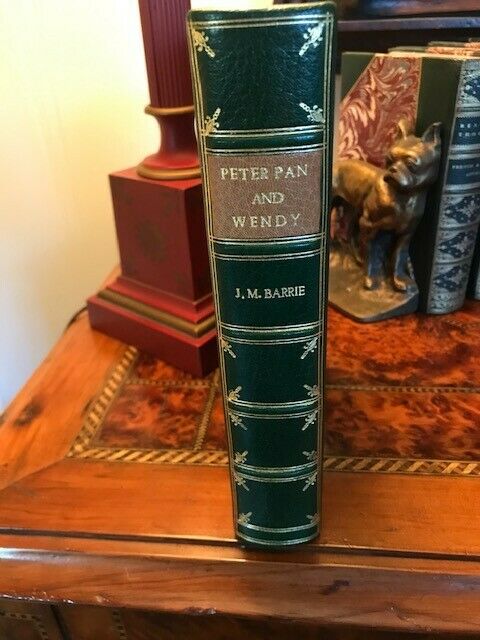 PETER PAN
AND
WENDY
J. M. BARRIE